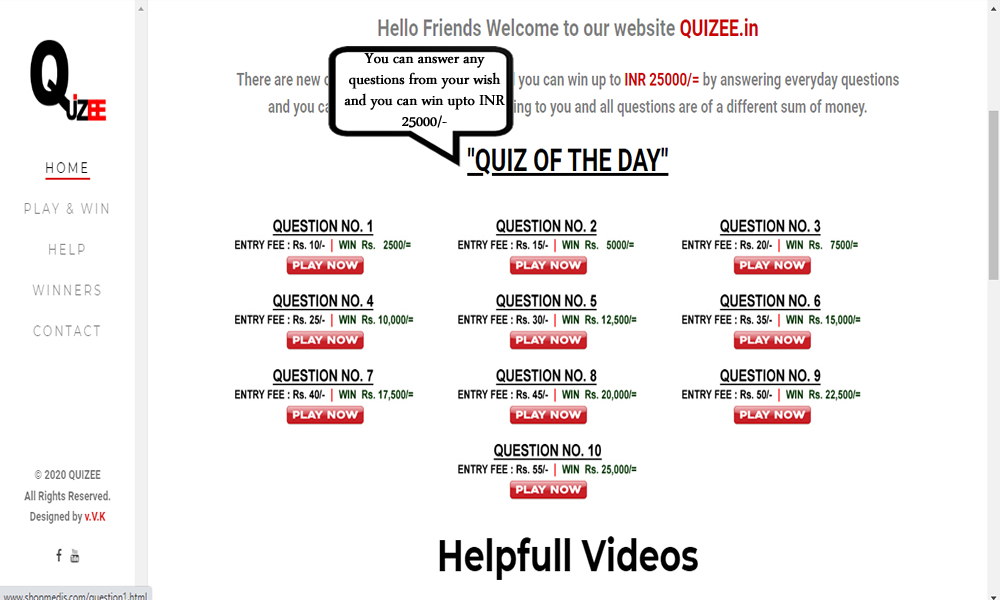 Hello Friends Welcome to our website QUIZEE.in
You can answer any
questions from your wish
and you can win upto INR
25000/-
There are new you can win up to INR 25000/= by answering everyday questions
and you to you and all questions are of a different sum of money.
QUIZEE
"QUIZ OF THE DAY"
HOME
PLAY & WIN
HELP
WINNERS
CONTACT
QUESTION NO. 1
ENTRY FEE : Rs. 10/- | WIN Rs. 2500/=
PLAY NOW
QUESTION NO. 2
ENTRY FEE : Rs. 15/- | WIN Rs. 5000/=
PLAY NOW
QUESTION NO. 3
ENTRY FEE : Rs. 20/- | WIN Rs. 7500/=
PLAY NOW
QUESTION NO. 4
ENTRY FEE : Rs. 25/- | WIN Rs. 10,000/=
PLAY NOW
QUESTION NO. 5
ENTRY FEE : Rs. 30/- | WIN Rs. 12,500/=
PLAY NOW
QUESTION NO. 6
ENTRY FEE : Rs. 35/- | WIN Rs. 15,000/=
PLAY NOW
QUESTION NO. 7
ENTRY FEE : Rs. 40/- | WIN Rs. 17,500/=
PLAY NOW
QUESTION NO. 8
ENTRY FEE : Rs. 45/- | WIN Rs. 20,000/=
PLAY NOW
QUESTION NO. 9
ENTRY FEE : Rs. 50/- | WIN Rs. 22,500/=
PLAY NOW
QUESTION NO. 10
ENTRY FEE : Rs. 55/- | WIN Rs. 25,000/=
PLAY NOW
© 2020 QUIZEE
All Rights Reserved.
Designed by v.V.K
Helpfull Videos
www.shopmedis.com/question1.html